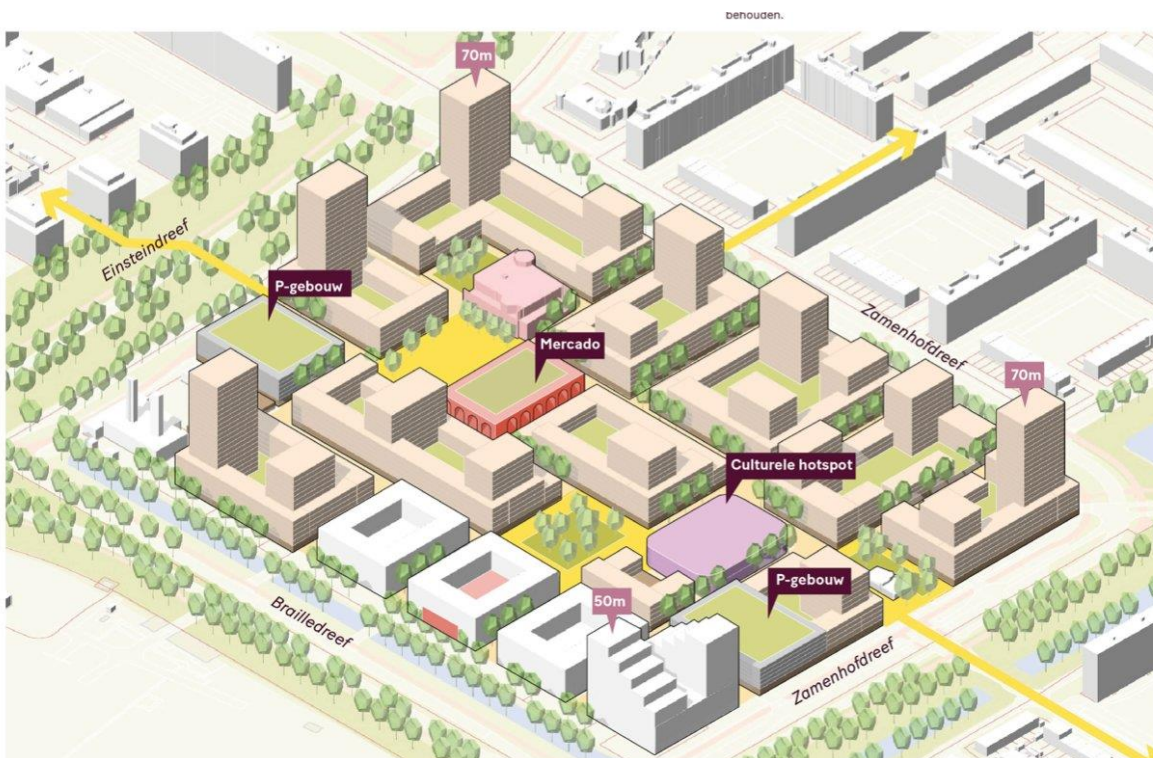 behouden.
70m
Einsteindreef
P-gebouw
Mercado
Zamenhofdreef
70m
Culturele hotspot
P-gebouw
50m
Brailledreef
Zamenhofdreef